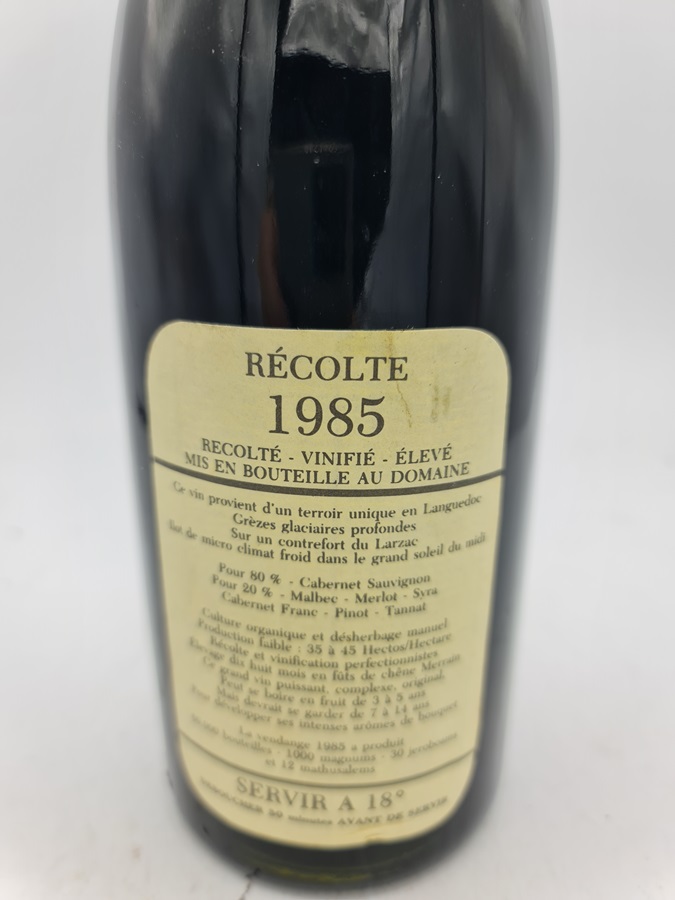 RÉCOLTE
1985
RECOLTÉ - VINIFIÉ - ÉLEVÉ
MIS EN BOUTEILLE AU DOMAINE
Ce vin provient d'un terroir unique en Languedoc
Grèzes glaciaires profondes
Sur un contrefort du Larzac
de micro climat froid dans le grand soleil du midi
Pour 80 % - Cabernet Sauvignon
Pour 20 % - Malbec - Merlot - Syra
Cabernet Franc - Pinot - Tannat
Culture organique et désherbage manuel
Production faible : 35 à 45 Hectos/Hectare
Récolte et vinification perfectionnistes
Elevage dix huit mois en fûts de chêne Merrain
Ce grand vin puissant, complexe, original,
Peut se boire en fruit de 3 à 5 ans
Mais devrait se garder de 7 à 14 ans
Pour développer ses intenses arômes de bouquet
La vendange 1985 a produit
bouteilles - 1000 magnums - 30 jeroboams
et 12 mathusalems
SERVIR A 18°
30 minutes AVANT DE SERVIR